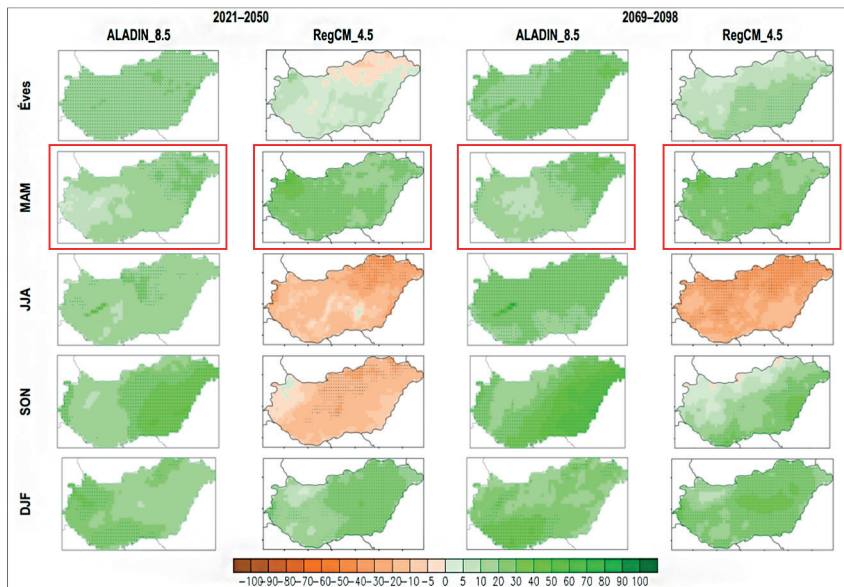 2021–2050 2069–2098
ALADIN_8.5 RegCM_4.5 ALADIN_8.5 RegCM_4.5
Éves
MAM
JJA
SON
DJF
−100−90−80−70−60−50−40−30−20−10 −5 0 5 10 20 30 40 50 60 70 80 90 100